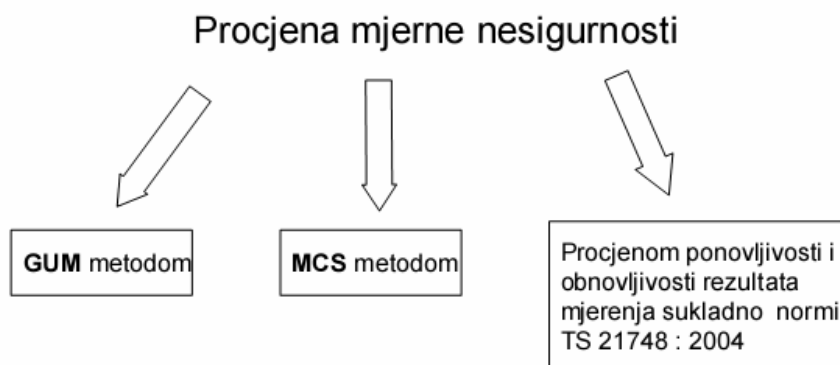 Procjena mjerne nesigurnosti
GUM metodom
MCS metodom
Procjenom ponovljivosti i
obnovljivosti rezultata
mjerenja sukladno normi
TS 21748 : 2004